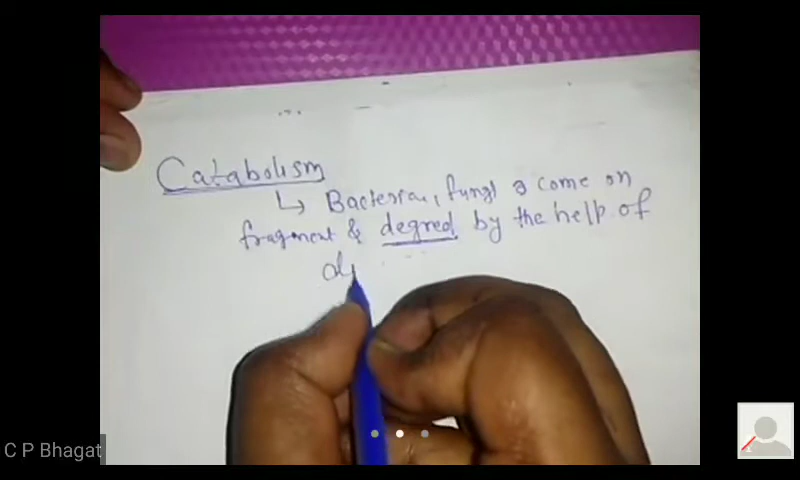 Catabolism
↳ Bacteria, fungi & come on
fragment & degred by the help of
C P Bhagat